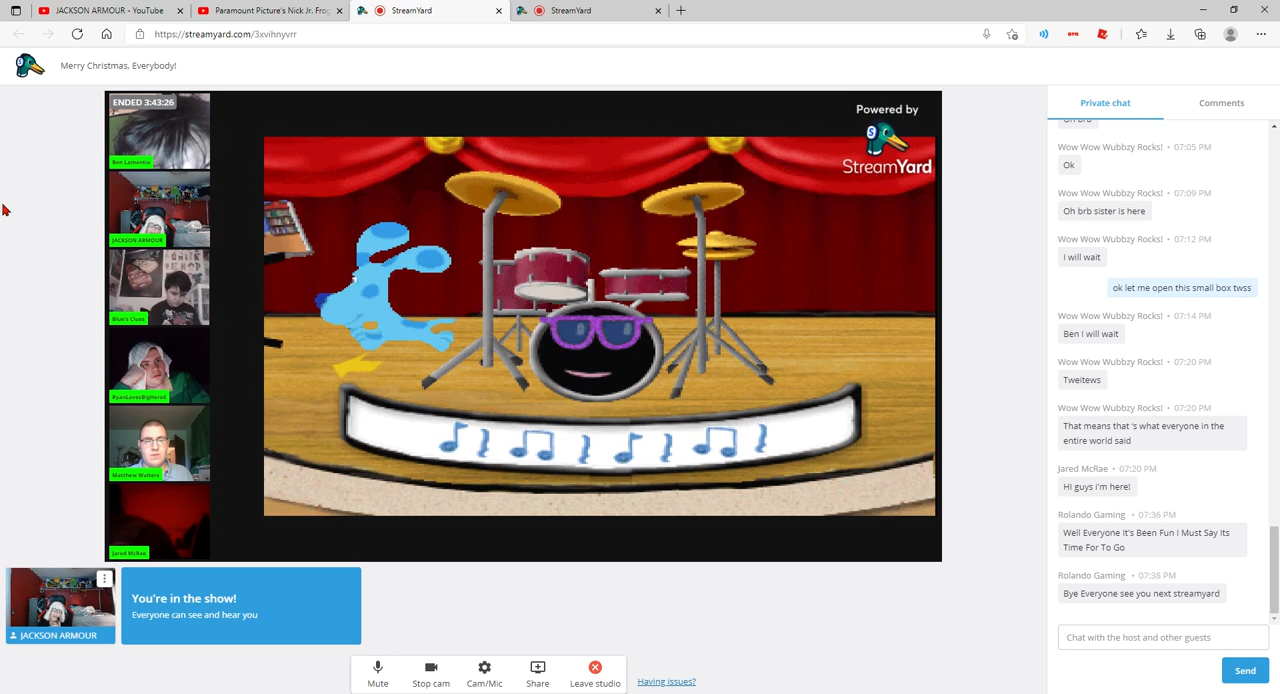 JACKSON ARMOUR - YouTube
Paramount Picture's Nick Jr. Frog
StreamYard
StreamYard
https://streamyard.com/3xvihnyvrr
Merry Christmas, Everybody!
ENDED 3:43:26
Ben Lamantia
JACKSON ARMOUR
Blue's Clues
RyanLovesBigHero6
Matthew Walters
Jared McRae
Powered by
StreamYard
JACKSON ARMOUR
You're in the show!
Everyone can see and hear you
Mute
Stop cam
Cam/Mic
Share
Leave studio
Having issues?
Private chat
Comments
Oh brb
Wow Wow Wubbzy Rocks! • 07:05 PM
Ok
Wow Wow Wubbzy Rocks! • 07:09 PM
Oh brb sister is here
Wow Wow Wubbzy Rocks! • 07:12 PM
I will wait
ok let me open this small box twss
Wow Wow Wubbzy Rocks! • 07:14 PM
Ben I will wait
Wow Wow Wubbzy Rocks! • 07:20 PM
Tweitews
Wow Wow Wubbzy Rocks! • 07:20 PM
That means that 's what everyone in the
entire world said
Jared McRae • 07:20 PM
Hi guys i'm here!
Rolando Gaming • 07:36 PM
Well Everyone It's Been Fun I Must Say its
Time For To Go
Rolando Gaming • 07:38 PM
Bye Everyone see you next streamyard
Chat with the host and other guests
Send